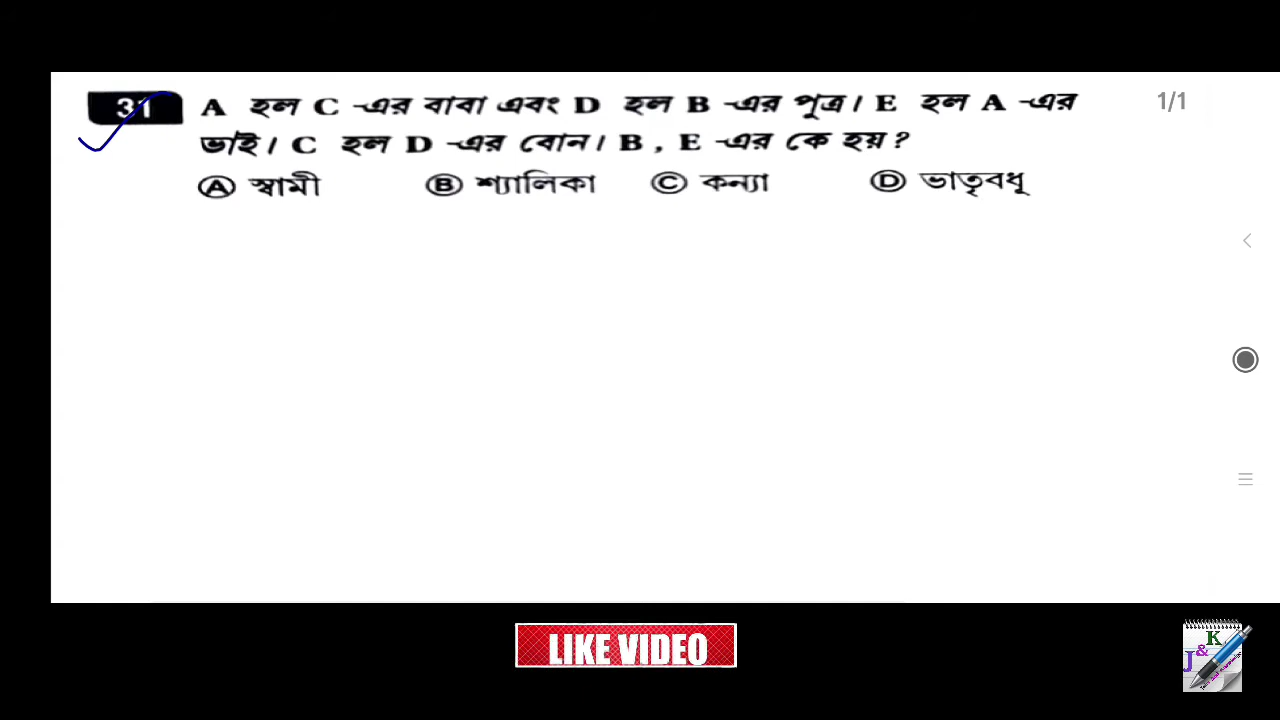 31 A হল C -এর বাবা এবং D হল B -এর পুত্র। E হল A -এর
1/1
ভাই। C হল D -এর বোন। B , E -এর কে হয় ?
A স্বামী B শ্যালিকা C কন্যা D ভাতৃবধূ
LIKE VIDEO
J&K